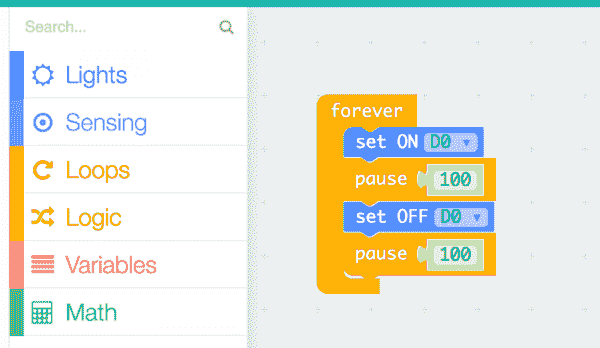 Search...
Lights
Sensing
Loops
Logic
Variables
Math
forever
set ON D0
pause 100
set OFF D0
pause 100